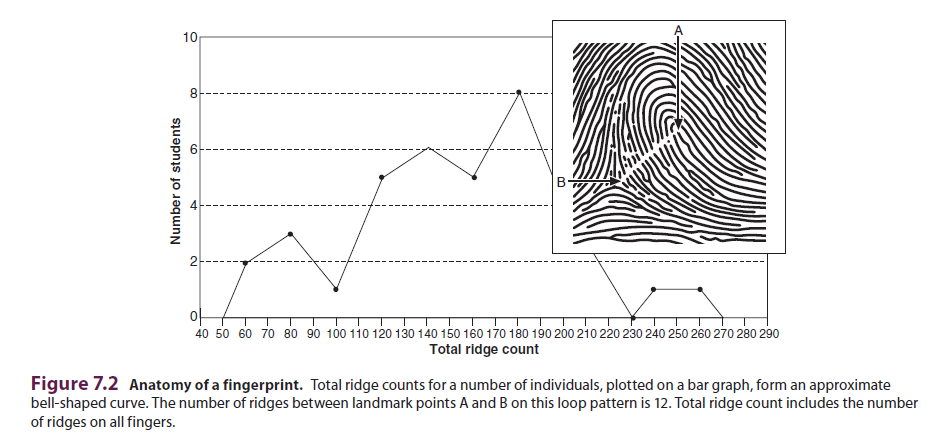 10
8
6
4
2
0
Number of students
A
B
40 50 60 70 80 90 100 110 120 130 140 150 160 170 180 190 200 210 220 230 240 250 260 270 280 290
Total ridge count
Figure 7.2 Anatomy of a fingerprint. Total ridge counts for a number of individuals, plotted on a bar graph, form an approximate
bell-shaped curve. The number of ridges between landmark points A and B on this loop pattern is 12. Total ridge count includes the number
of ridges on all fingers.